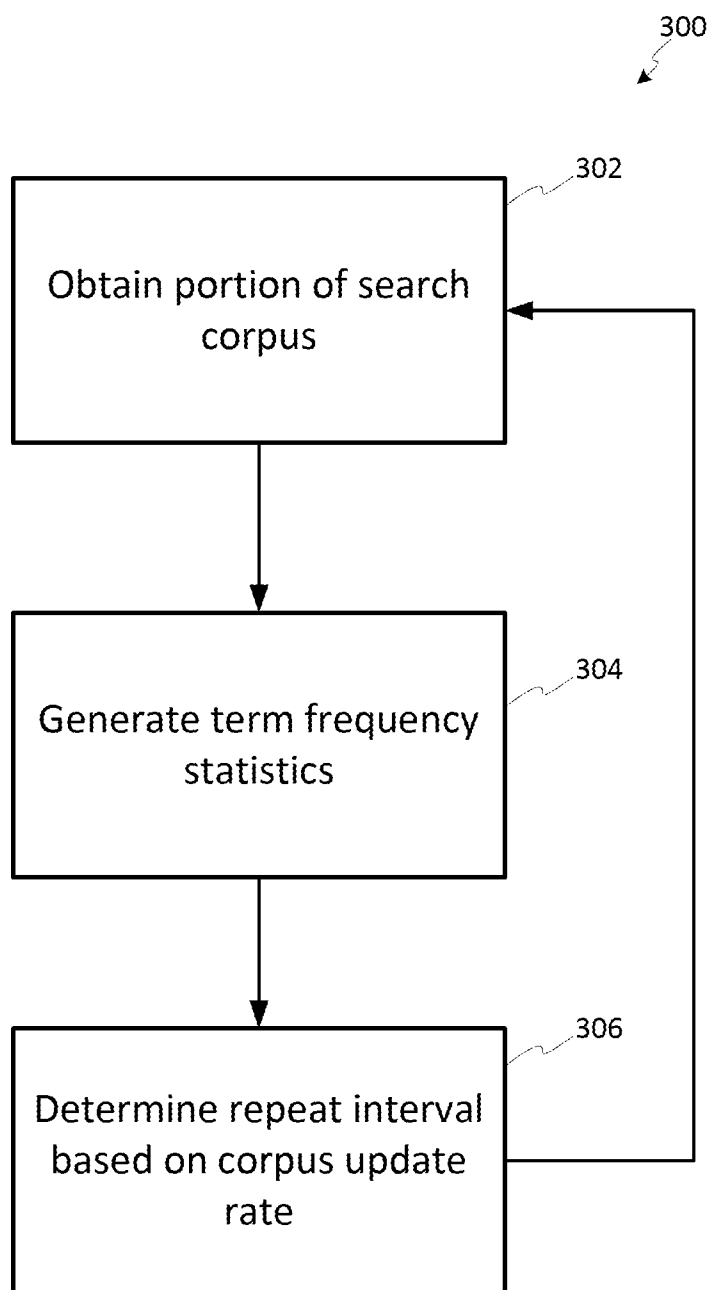 300
302
Obtain portion of search
corpus
304
Generate term frequency
statistics
306
Determine repeat interval
based on corpus update
rate